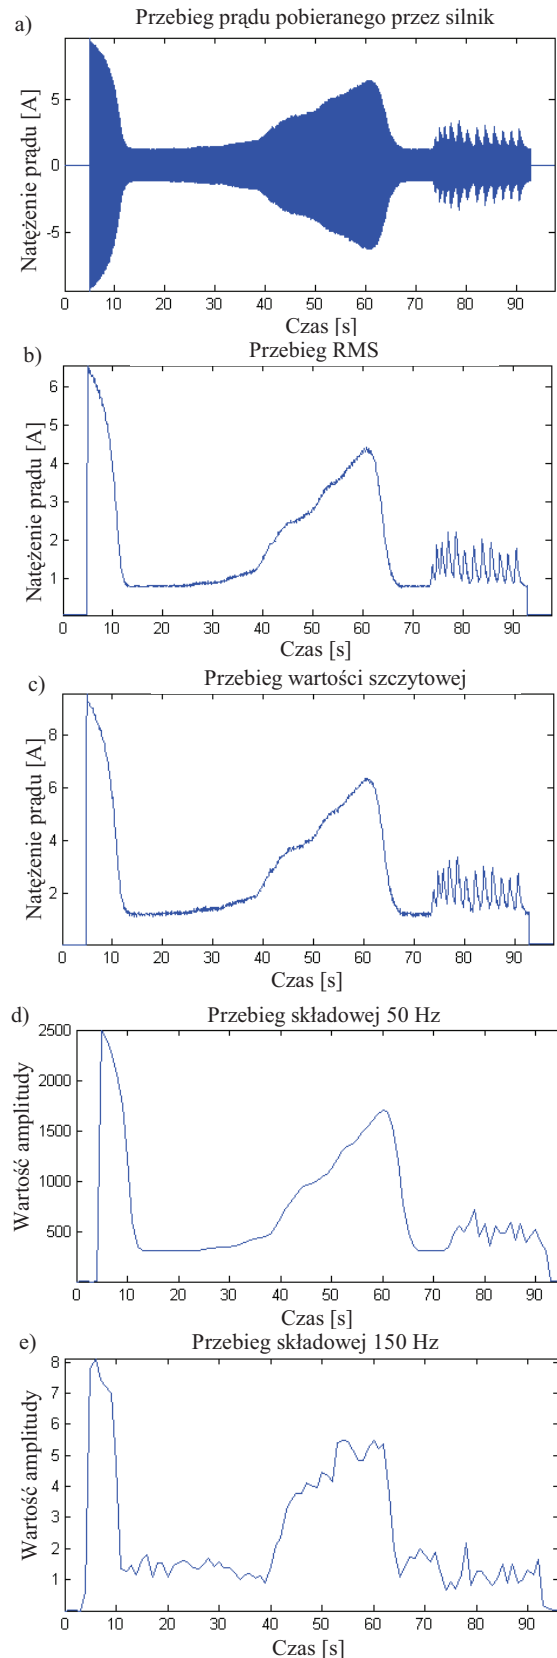 a)
Przebieg prądu pobieranego przez silnik
Natężenie prądu [A]
5
0
-5
0 10 20 30 40 50 60 70 80 90
Czas [s]
b)
Przebieg RMS
Natężenie prądu [A]
6
5
4
3
2
1
0 10 20 30 40 50 60 70 80 90
Czas [s]
c)
Przebieg wartości szczytowej
Natężenie prądu [A]
8
6
4
2
0 10 20 30 40 50 60 70 80 90
Czas [s]
d)
Przebieg składowej 50 Hz
Wartość amplitudy
2500
2000
1500
1000
500
0 10 20 30 40 50 60 70 80 90
Czas [s]
e)
Przebieg składowej 150 Hz
Wartość amplitudy
8
7
6
5
4
3
2
1
0 10 20 30 40 50 60 70 80 90
Czas [s]